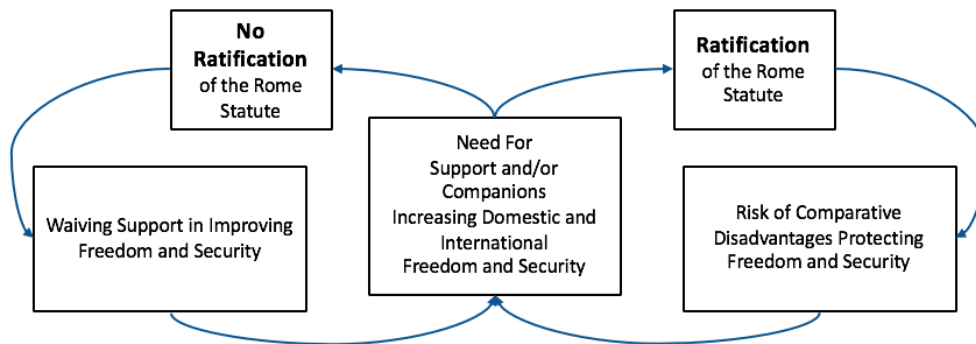 No
Ratification
of the Rome
Statute
Ratification
of the Rome
Statute
Need For
Support and/or
Companions
Increasing Domestic and
International
Freedom and Security
Waiving Support in Improving
Freedom and Security
Risk of Comparative
Disadvantages Protecting
Freedom and Security